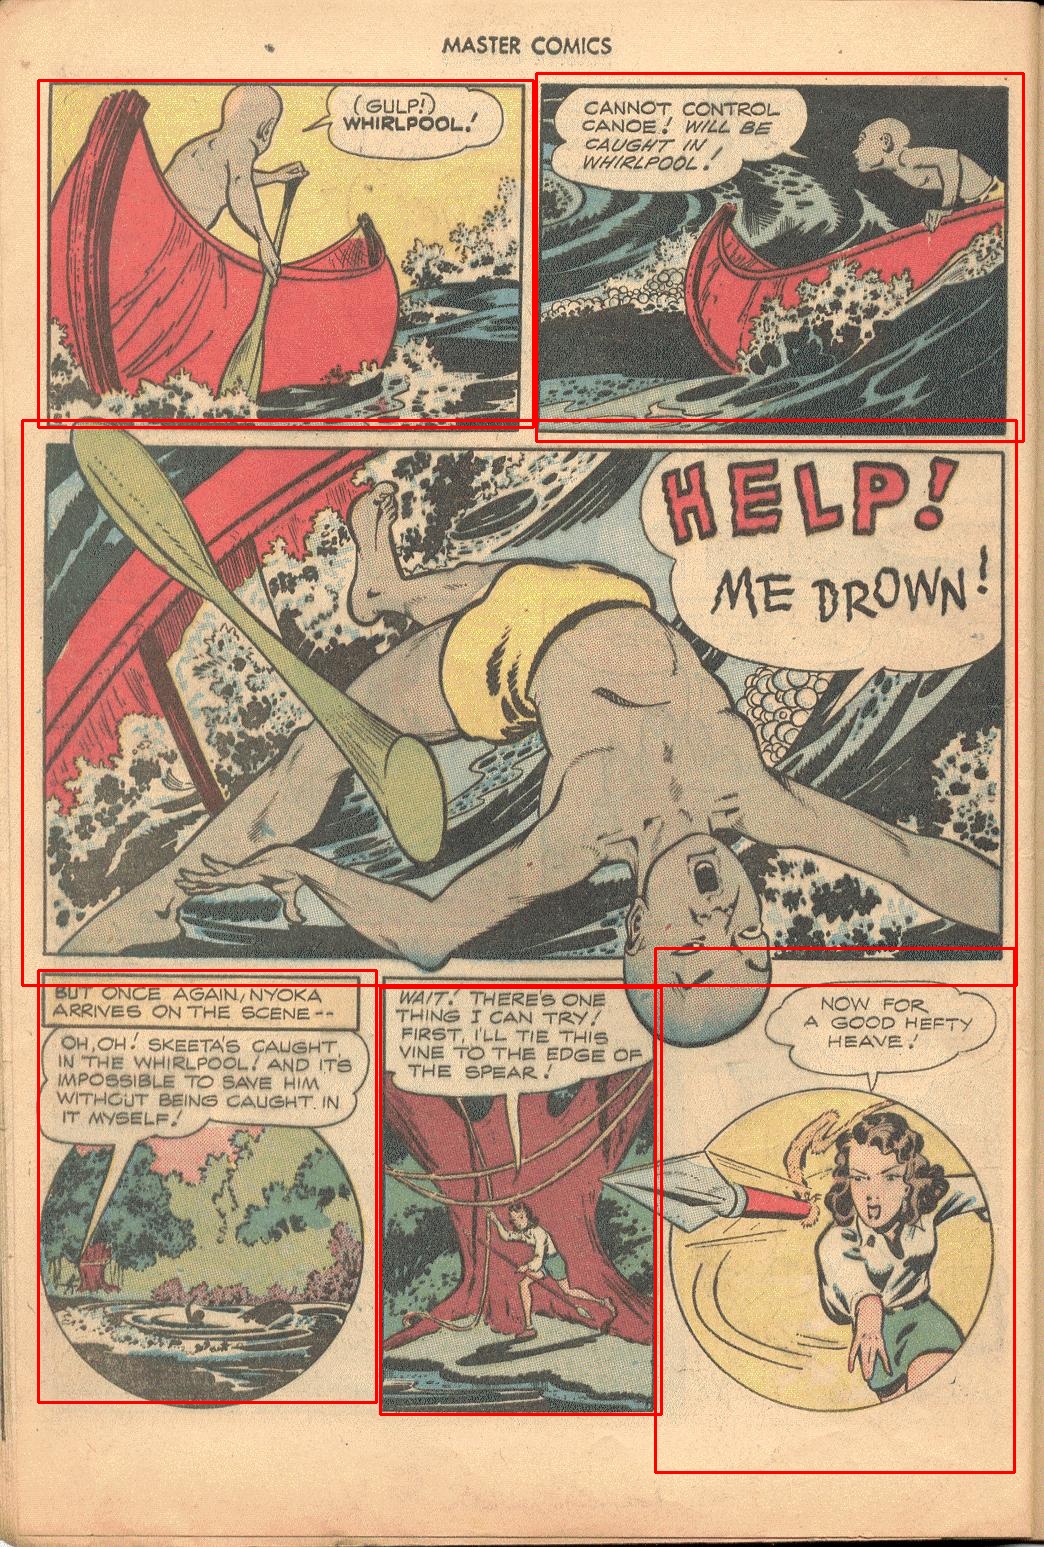 MASTER COMICS
(GULP!)
WHIRLPOOL!
CANNOT CONTROL
CANOE! WILL BE
CAUGHT IN
WHIRLPOOL!
HELP!
ME DROWN!
BUT ONCE AGAIN, NYOKA
ARRIVES ON THE SCENE--
OH, OH! SKEETA'S CAUGHT
IN THE WHIRLPOOL! AND IT'S
IMPOSSIBLE TO SAVE HIM
WITHOUT BEING CAUGHT IN
IT MYSELF!
WAIT! THERE'S ONE
THING I CAN TRY!
FIRST, I'LL TIE THIS
VINE TO THE EDGE OF
THE SPEAR!
NOW FOR
A GOOD HEFTY
HEAVE!